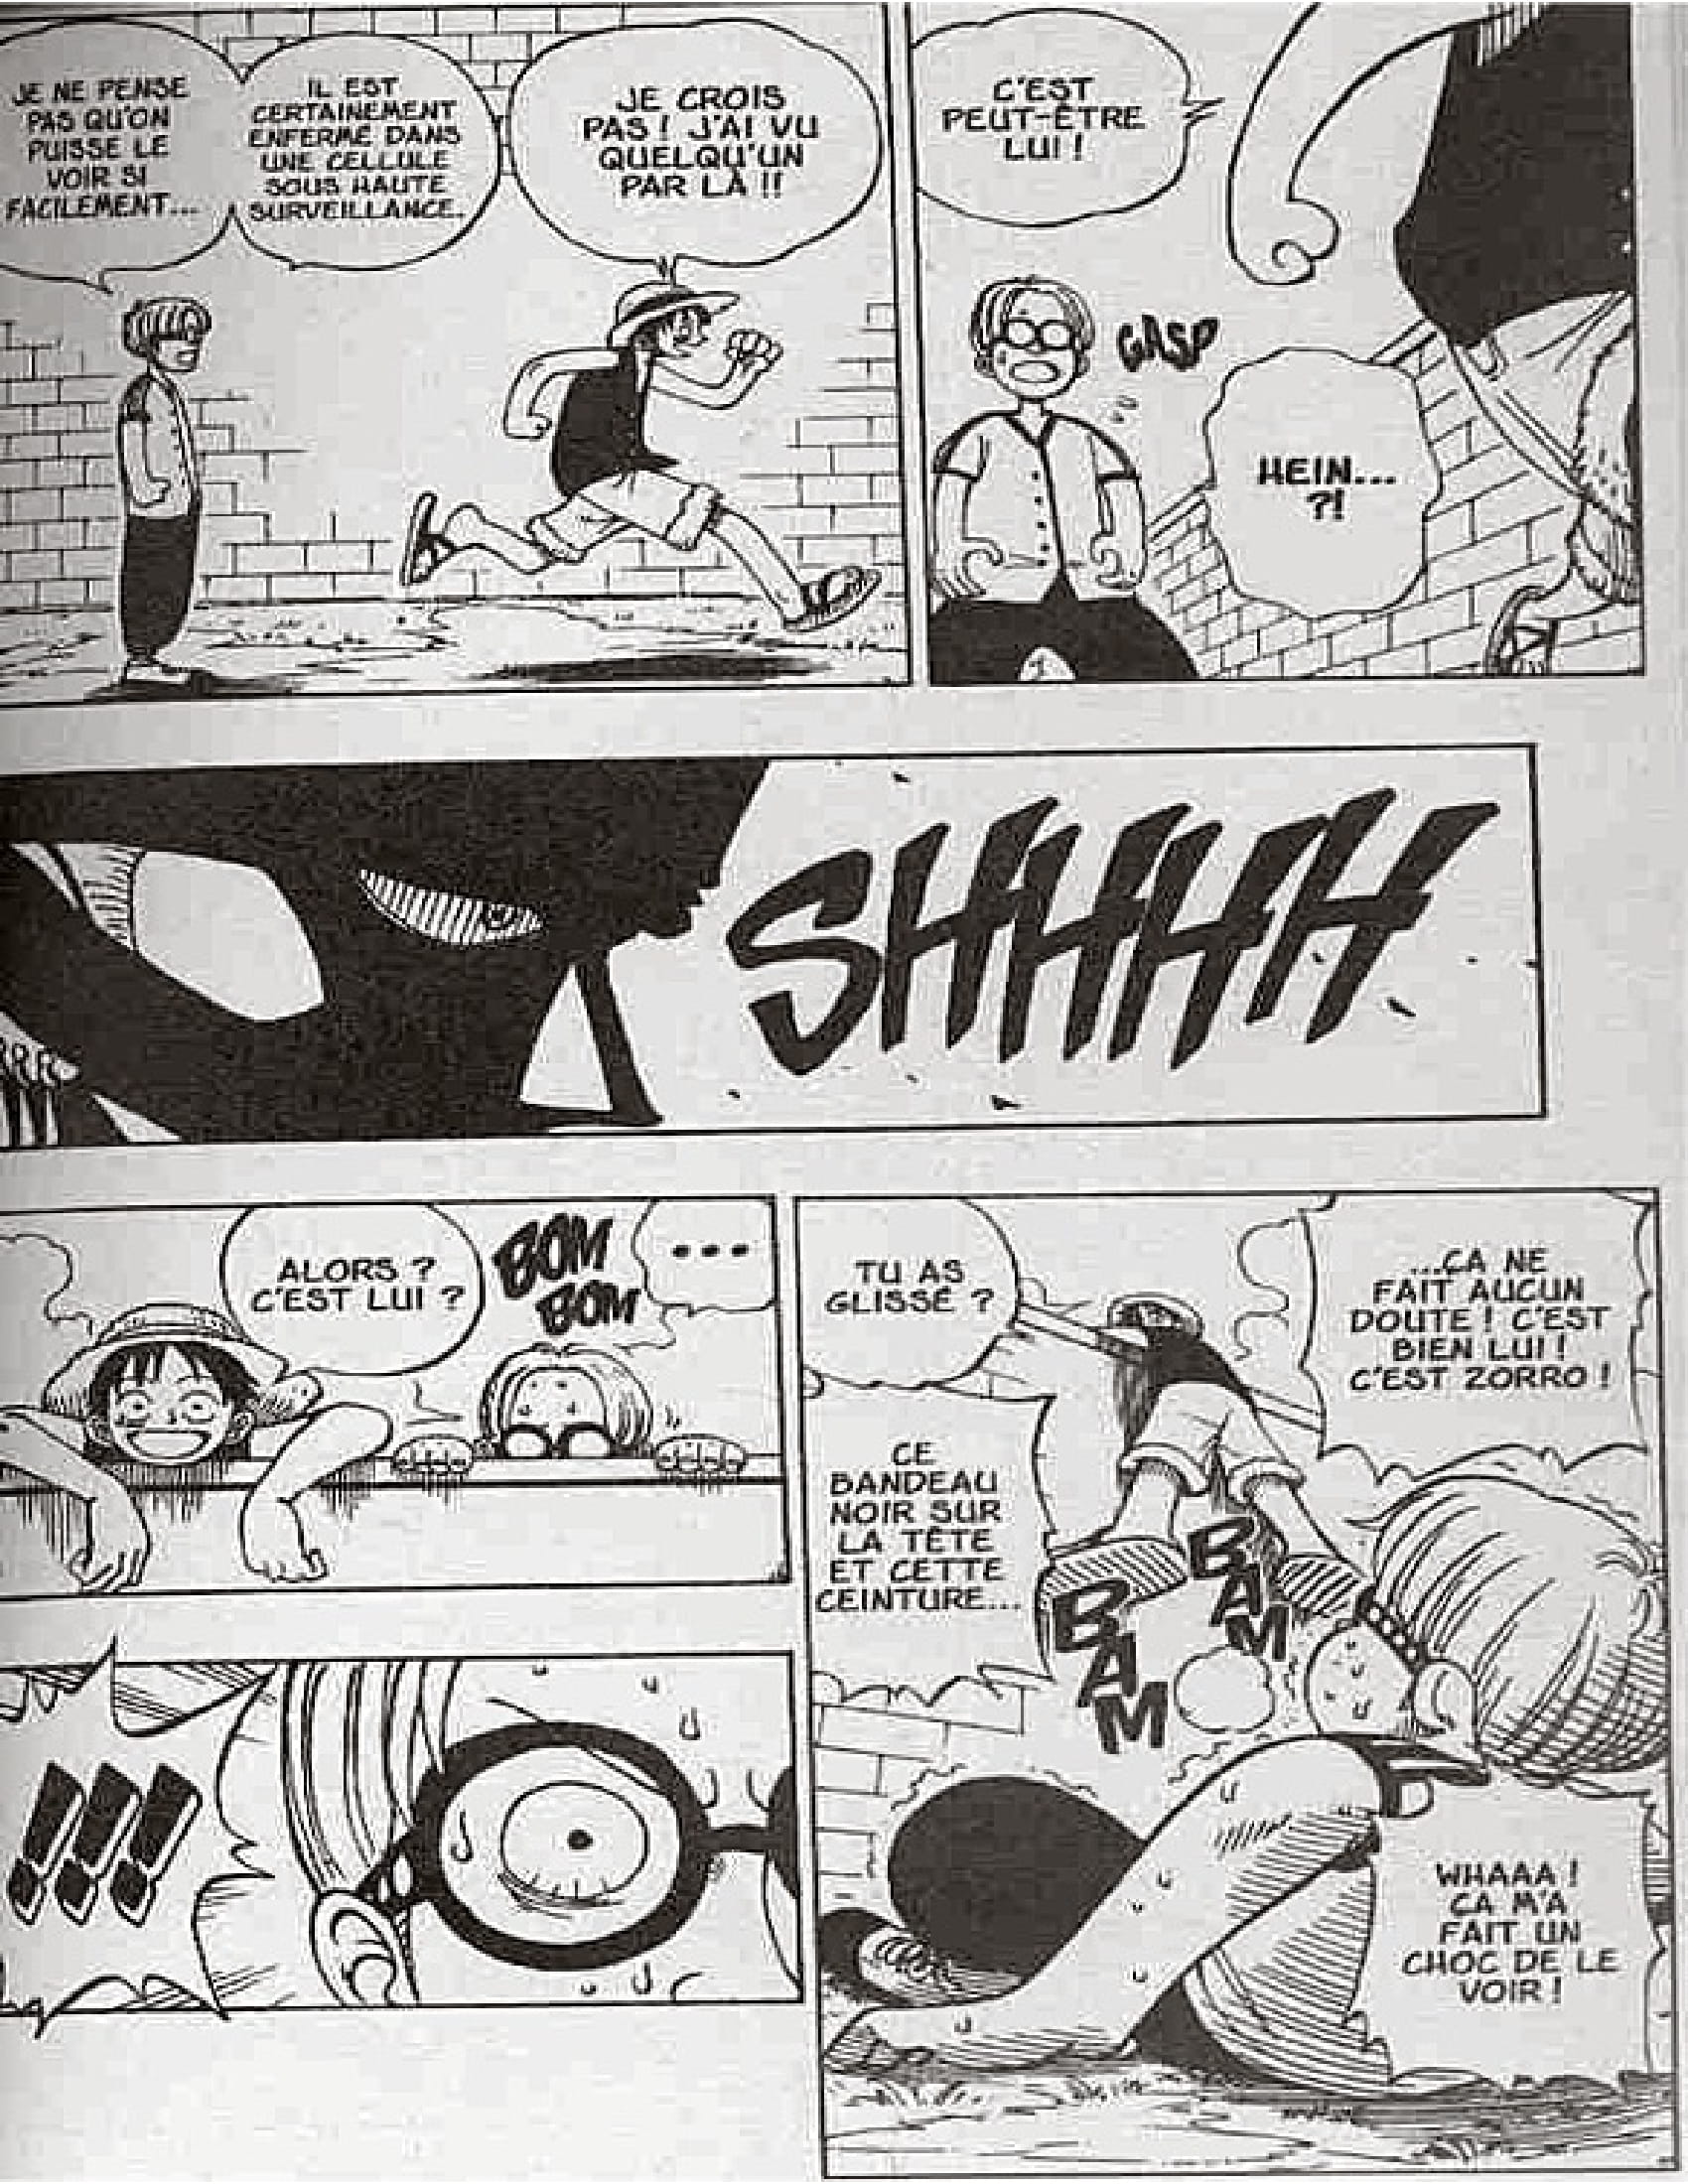 JE NE PENSE
PAS QU'ON
PUISSE LE
VOIR SI
FACILEMENT...
IL EST
CERTAINEMENT
ENFERMÉ DANS
UNE CELLULE
SOUS HAUTE
SURVEILLANCE.
JE CROIS
PAS ! J'AI VU
QUELQU'UN
PAR LÀ !!
C'EST
PEUT-ÊTRE
LUI !
GASP
HEIN...
?!
SHHHH
ALORS ?
C'EST LUI ?
BOM
BOM
...
!!!
TU AS
GLISSÉ ?
CE
BANDEAU
NOIR SUR
LA TÊTE
ET CETTE
CEINTURE...
...ÇA NE
FAIT AUCUN
DOUTE ! C'EST
BIEN LUI !
C'EST ZORRO !
BAM
BAM
WHAAA !
ÇA M'A
FAIT UN
CHOC DE LE
VOIR !